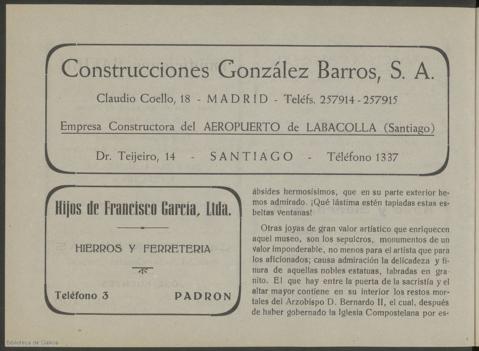 Construcciones González Barros, S. A.
Claudio Coello, 18 - MADRID - Teléfs. 257914 - 257915
Empresa Constructora del AEROPUERTO de LABACOLLA (Santiago)
Dr. Teijeiro, 14 - SANTIAGO - Téléfono 1337
Hijos de Francisco García, Ltda.
HIERROS Y FERRETERIA
Teléfono 3 PADRON
ábsides hermosísimos, que en su parte exterior he-
mos admirado. ¡Qué lástima estén tapiadas estas es-
beltas ventanas!
Otras joyas de gran valor artístico que enriquecen
aquel museo, son los sepulcros, monumentos de un
valor imponderable, no menos para el artista que para
los aficionados; causa admiración la delicadeza y fi-
nura de aquellas nobles estatuas, labradas en gra-
nito. El que hay entre la puerta de la sacristía y el
altar mayor contiene en su interior los restos mor-
tales del Arzobispo D. Bernardo II, el cual, después
de haber gobernado la Iglesia Compostelana por es-
Biblioteca de Galicia